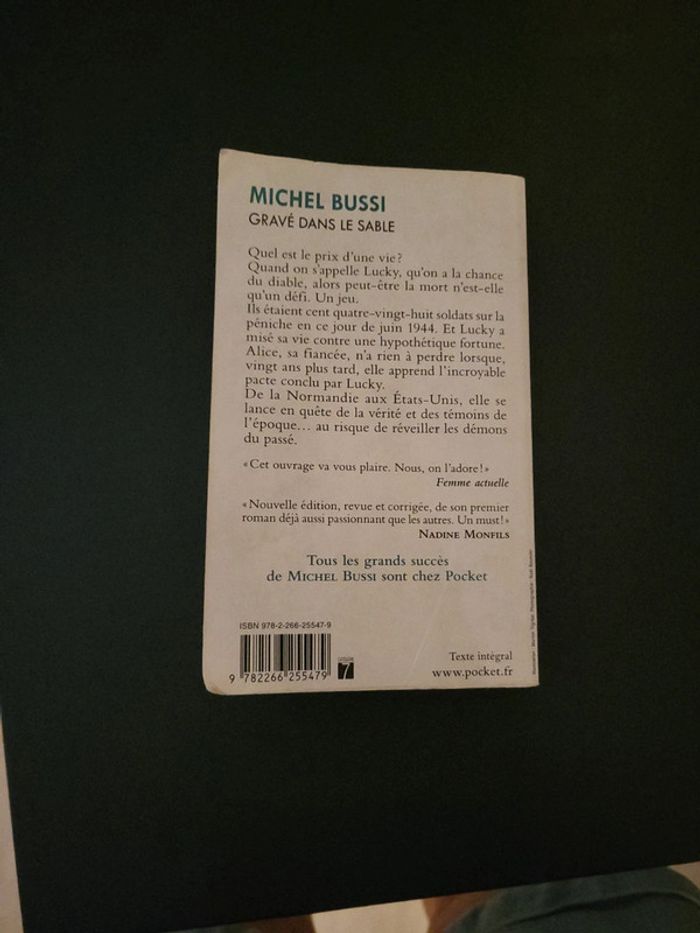 MICHEL BUSSI
GRAVÉ DANS LE SABLE
Quel est le prix d'une vie ?
Quand on s'appelle Lucky, qu'on a la chance
du diable, alors peut-être la mort n'est-elle
qu'un défi. Un jeu.
Ils étaient cent quatre-vingt-huit soldats sur la
péniche en ce jour de juin 1944. Et Lucky a
misé sa vie contre une hypothétique fortune.
Alice, sa fiancée, n'a rien à perdre lorsque,
vingt ans plus tard, elle apprend l'incroyable
pacte conclu par Lucky.
De la Normandie aux États-Unis, elle se
lance en quête de la vérité et des témoins de
l'époque... au risque de réveiller les démons
du passé.
« Cet ouvrage va vous plaire. Nous, on l'adore ! »
Femme actuelle
« Nouvelle édition, revue et corrigée, de son premier
roman déjà aussi passionnant que les autres. Un must ! »
NADINE MONFILS
Tous les grands succès
de MICHEL BUSSI sont chez Pocket
ISBN 978-2-266-25547-9
9 782266 255479
7
Texte intégral
www.pocket.fr